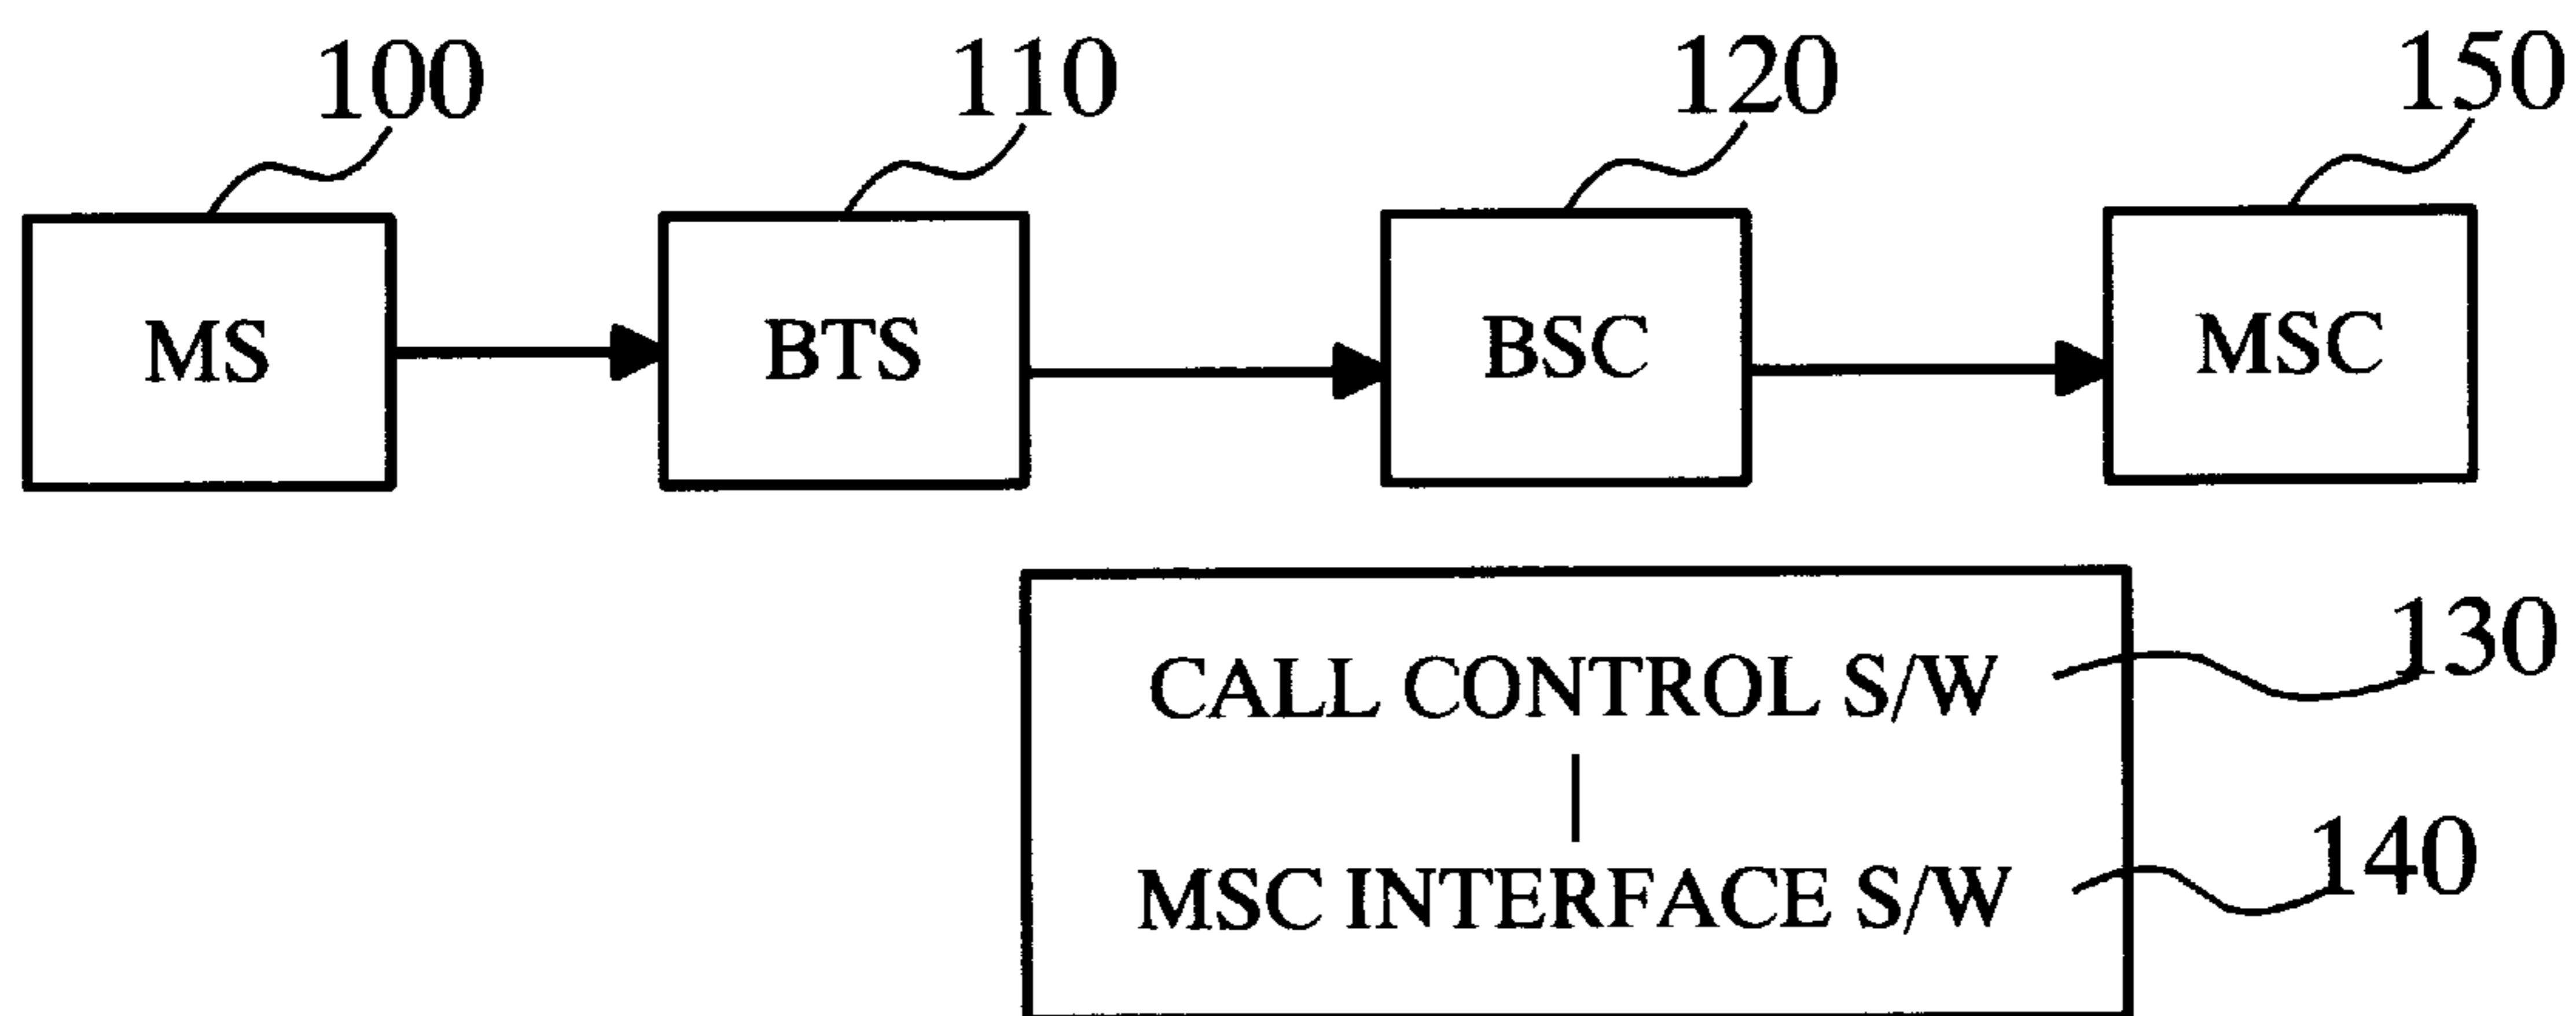 100 110 120 150
MS BTS BSC MSC
CALL CONTROL S/W 130
MSC INTERFACE S/W 140